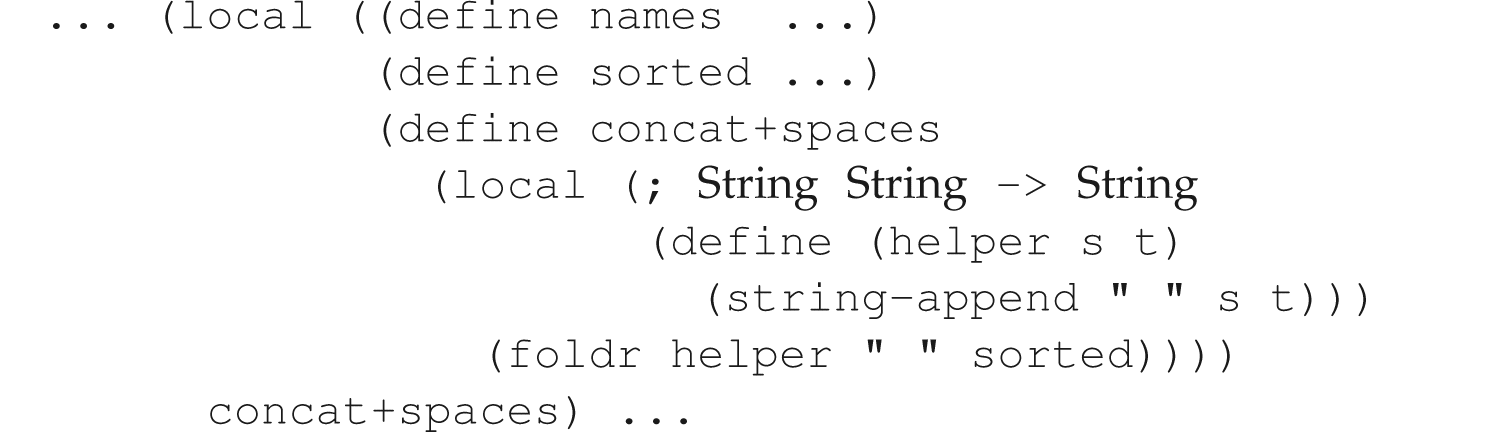 ... (local ((define names ...)
(define sorted ...)
(define concat+spaces
(local (; String String -> String
(define (helper s t)
(string-append " " s t)))
(foldr helper " " sorted))))
concat+spaces) ...